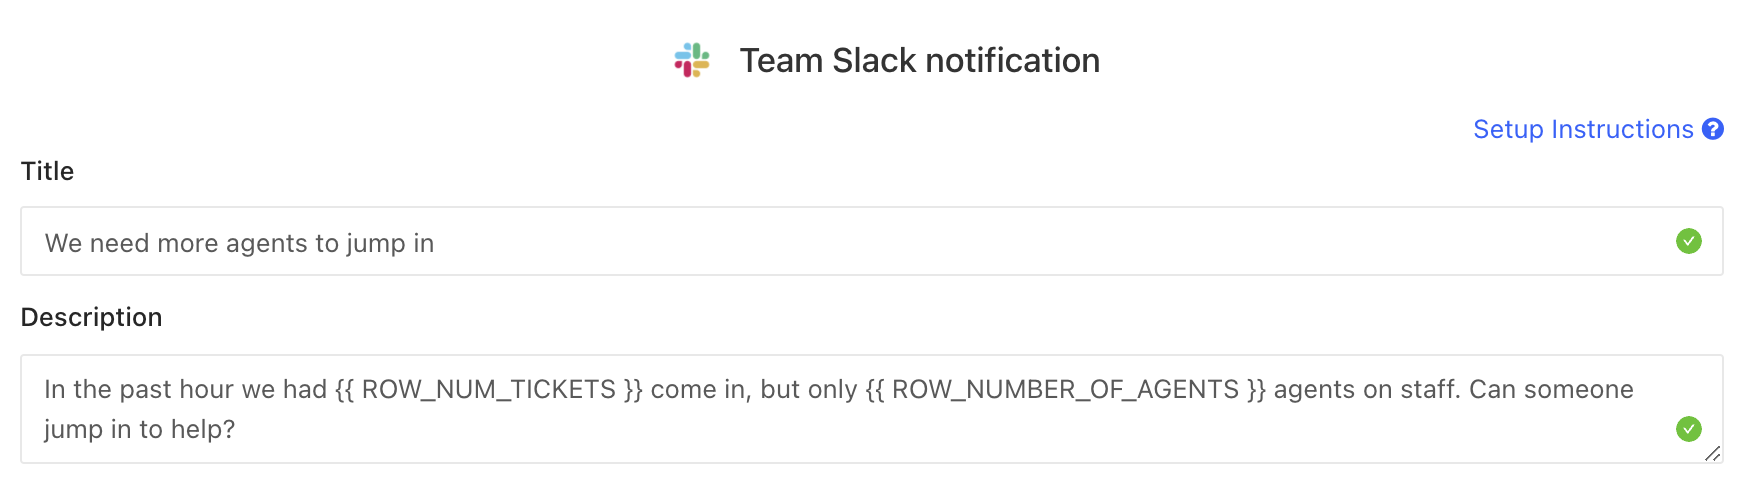 Team Slack notification
Setup Instructions
Title
We need more agents to jump in
Description
In the past hour we had {{ ROW_NUM_TICKETS }} come in, but only {{ ROW_NUMBER_OF_AGENTS }} agents on staff. Can someone
jump in to help?